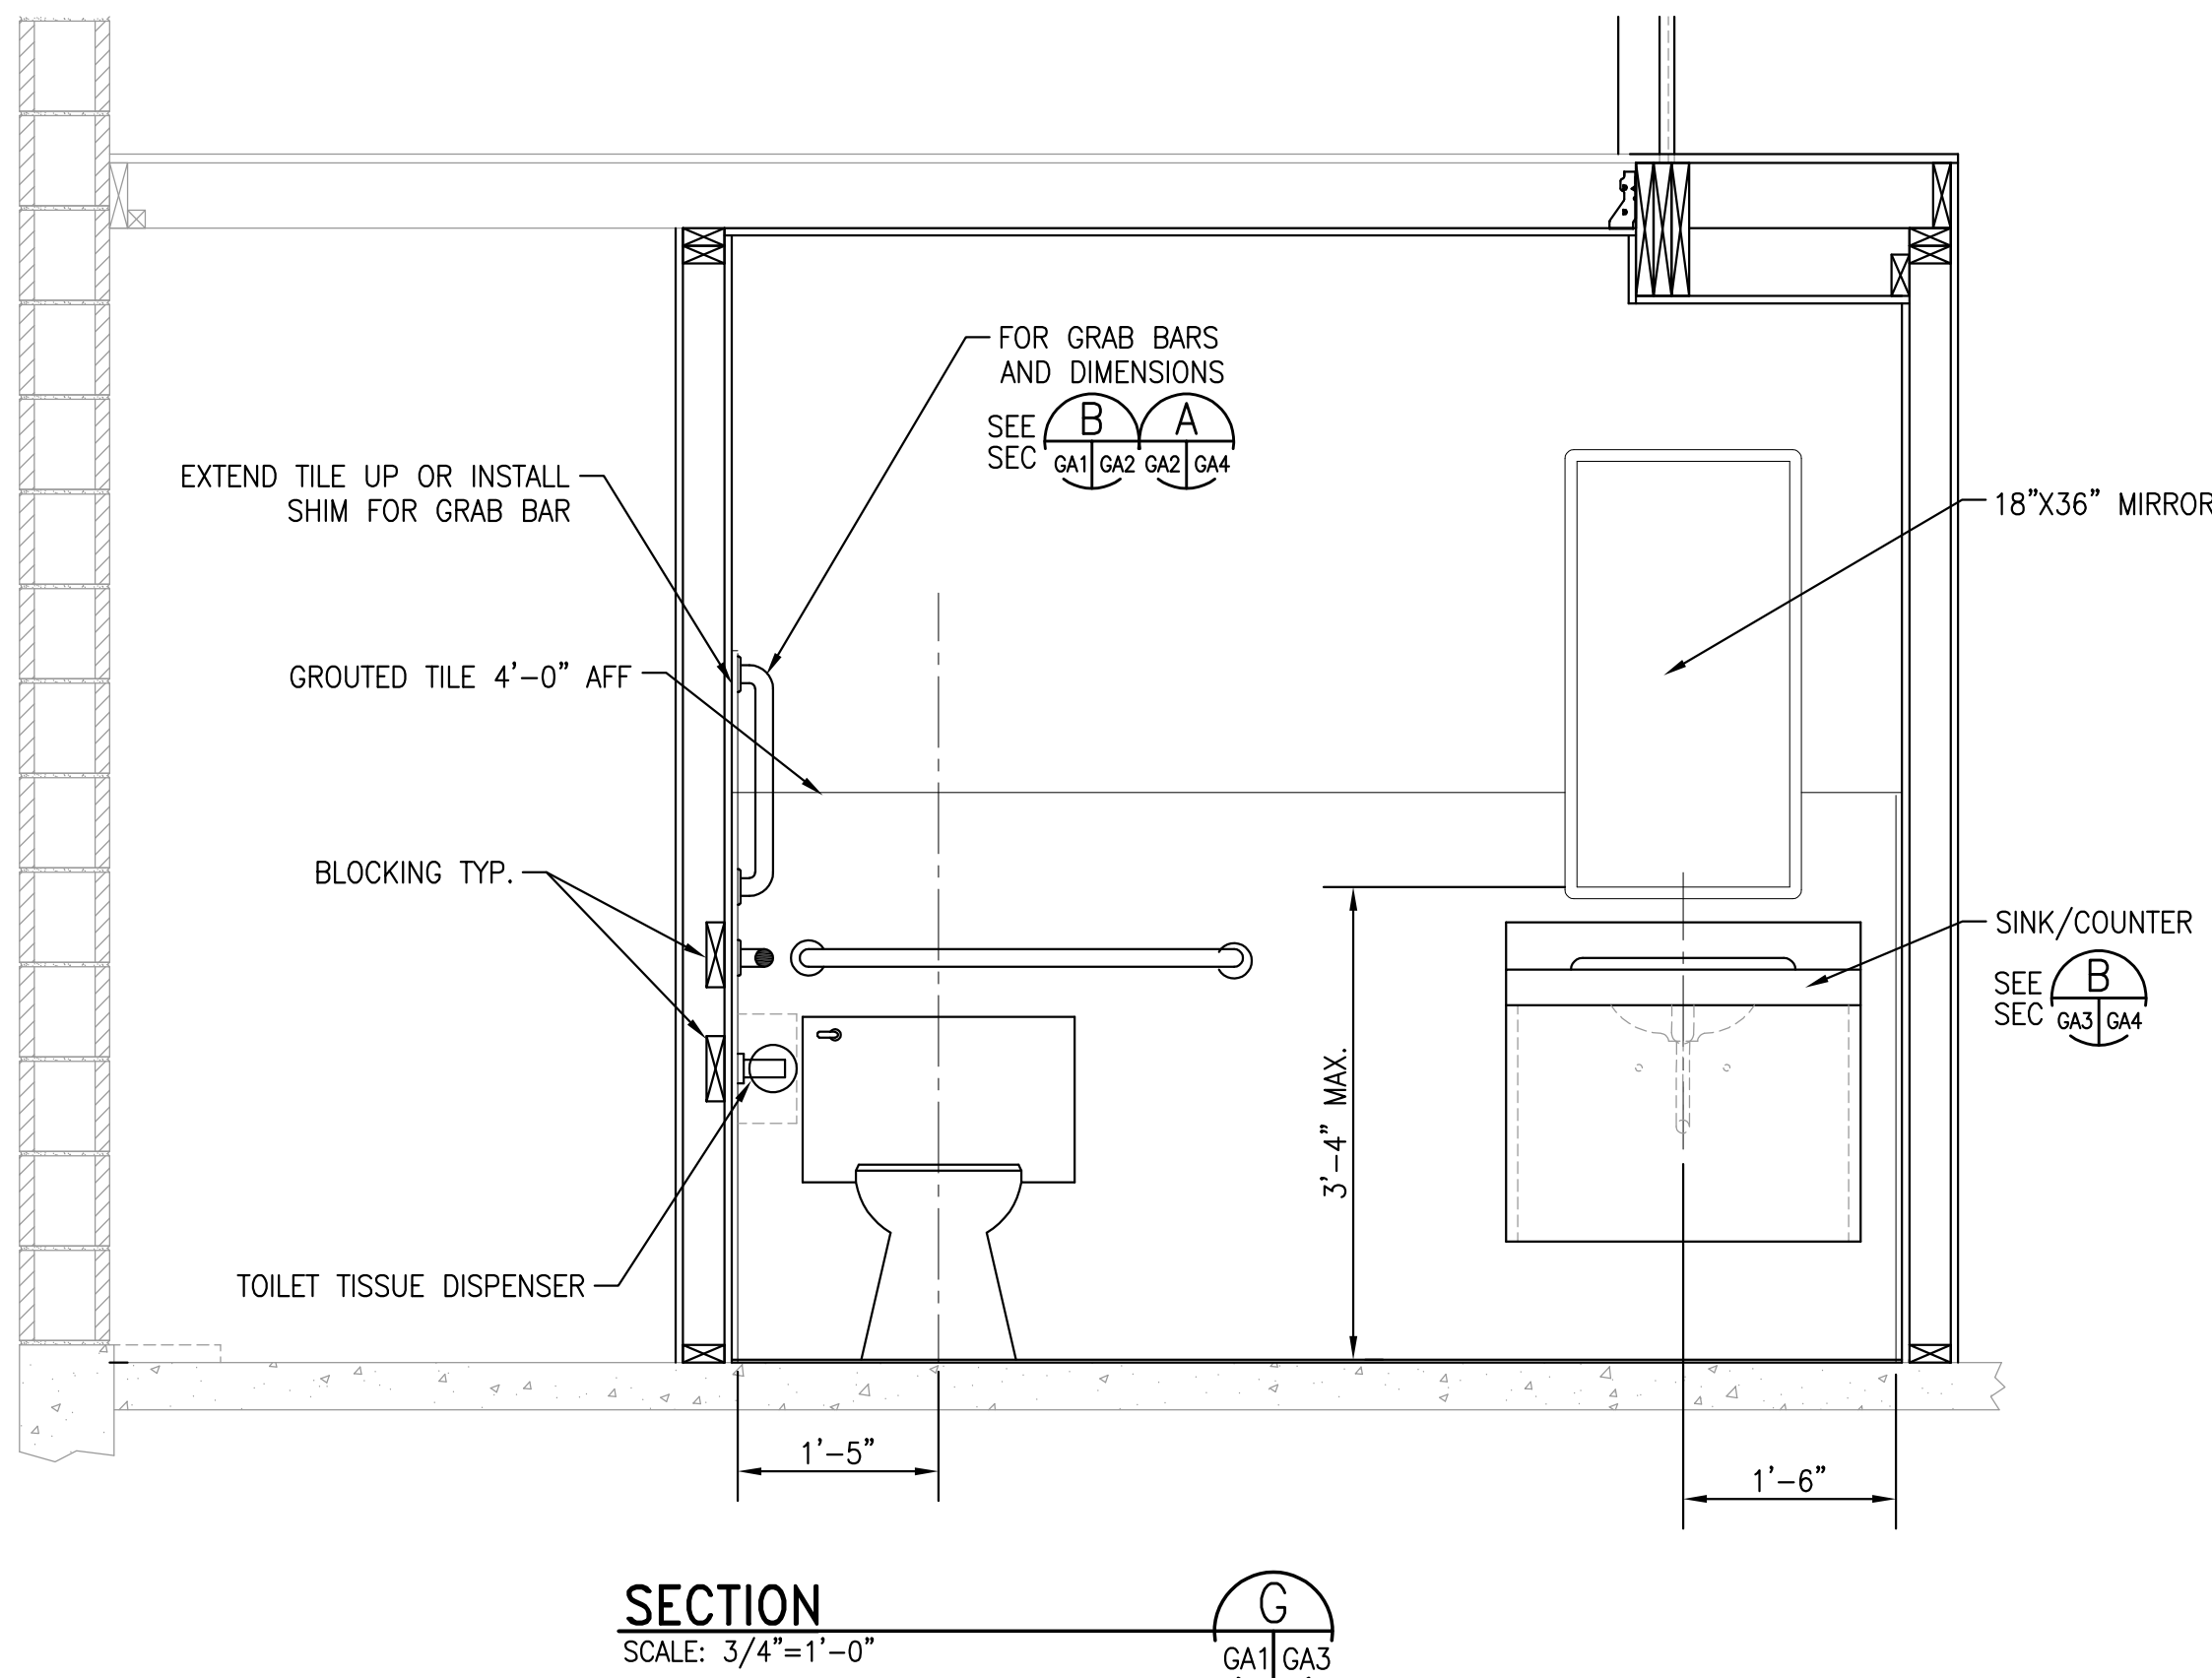 FOR GRAB BARS
AND DIMENSIONS
SEE
SEC
B
GA1 GA2
A
GA2 GA4
EXTEND TILE UP OR INSTALL
SHIM FOR GRAB BAR
18”X36” MIRROR
GROUTED TILE 4’-0” AFF
BLOCKING TYP.
SINK/COUNTER
SEE
SEC
B
GA3 GA4
3’-4” MAX.
TOILET TISSUE DISPENSER
1’-5”
1’-6”
SECTION
SCALE: 3/4”=1’-0”
G
GA1 GA3